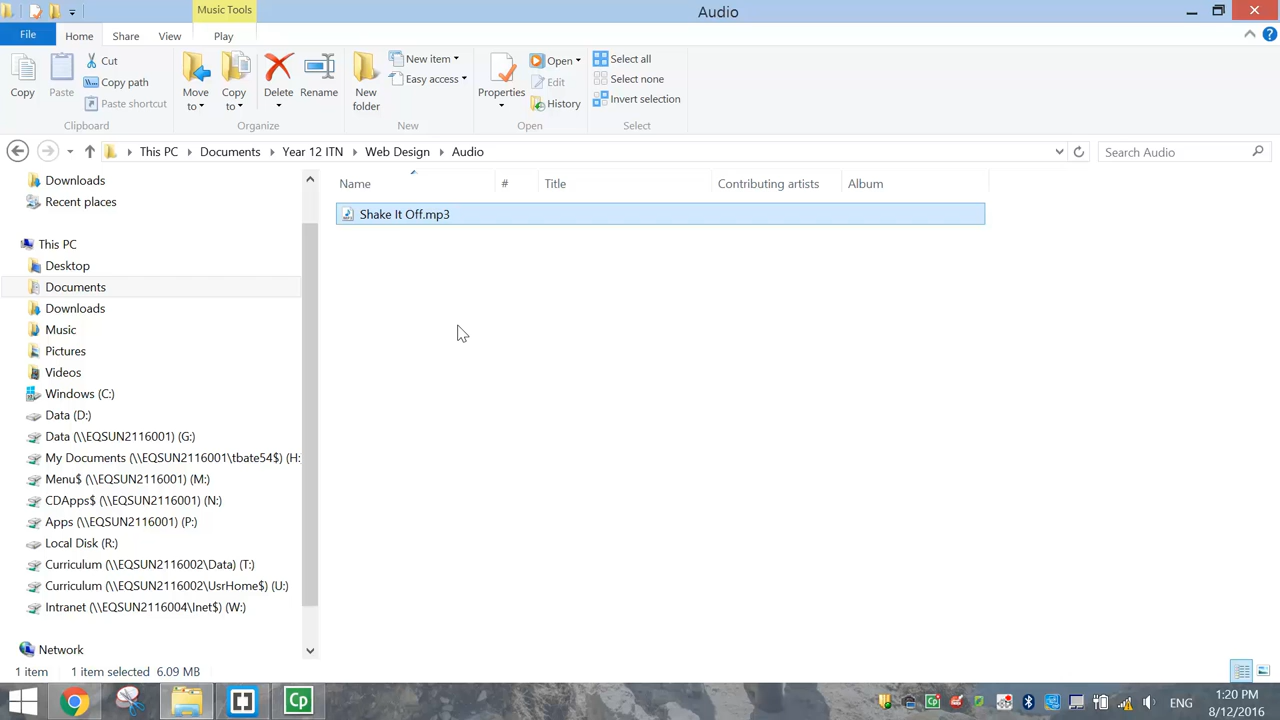 Music Tools
Audio
File
Home
Share
View
Play
Copy
Paste
Cut
Copy path
Paste shortcut
Clipboard
Move to
Copy to
Delete
Rename
Organize
New folder
New item
Easy access
New
Properties
Open
Edit
History
Open
Select all
Select none
Invert selection
Select
This PC
Documents
Year 12 ITN
Web Design
Audio
Search Audio
Name
#
Title
Contributing artists
Album
Shake It Off.mp3
Downloads
Recent places
This PC
Desktop
Documents
Downloads
Music
Pictures
Videos
Windows (C:)
Data (D:)
Data (\\EQSUN2116001) (G:)
My Documents (\\EQSUN2116001\tbate54$) (H:
Menu$ (\\EQSUN2116001) (M:)
CDApps$ (\\EQSUN2116001) (N:)
Apps (\\EQSUN2116001) (P:)
Local Disk (R:)
Curriculum (\\EQSUN2116002\Data) (T:)
Curriculum (\\EQSUN2116002\UsrHome$) (U:)
Intranet (\\EQSUN2116004\Inet$) (W:)
Network
1 item
1 item selected 6.09 MB
Cp
ENG
1:20 PM
8/12/2016